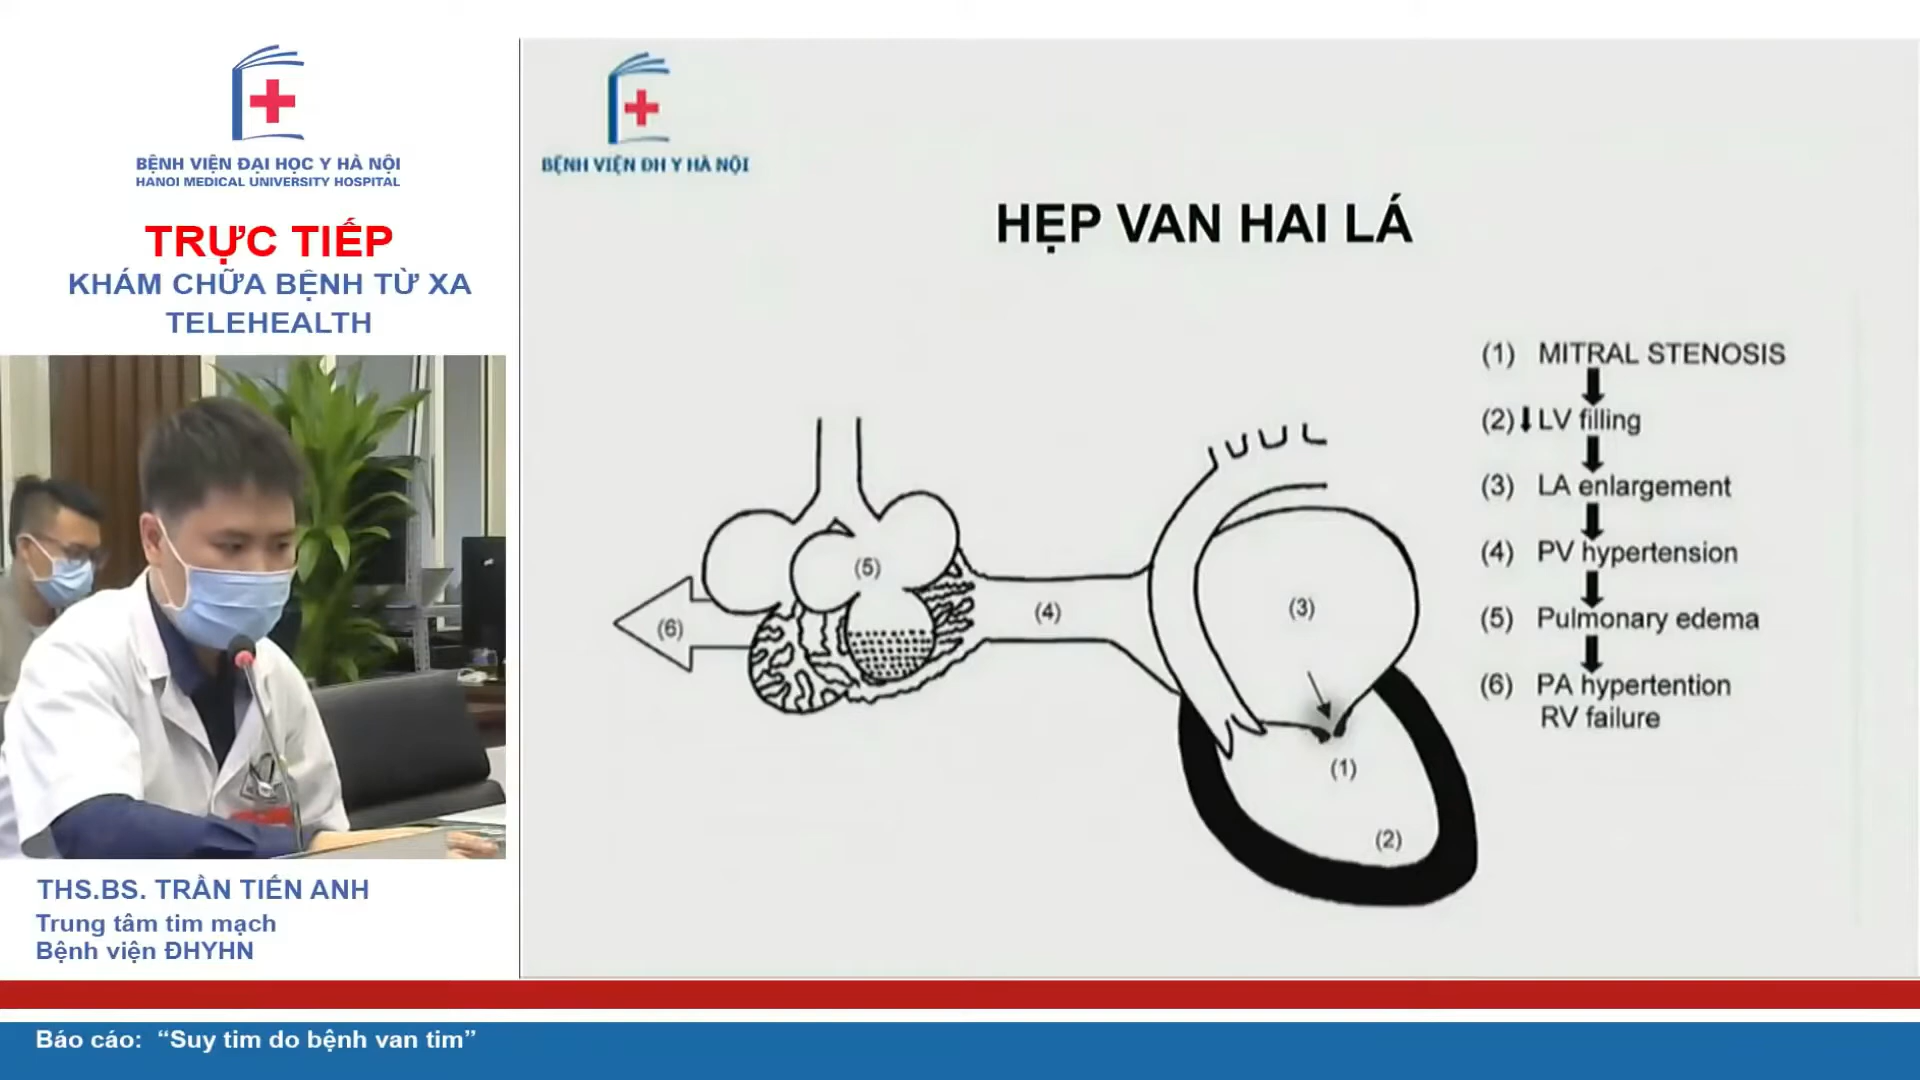 BỆNH VIỆN ĐẠI HỌC Y HÀ NỘI
HANOI MEDICAL UNIVERSITY HOSPITAL
TRỰC TIẾP
KHÁM CHỮA BỆNH TỪ XA
TELEHEALTH
THS.BS. TRẦN TIẾN ANH
Trung tâm tim mạch
Bệnh viện ĐHYHN
BỆNH VIỆN ĐH Y HÀ NỘI
HẸP VAN HAI LÁ
(1) MITRAL STENOSIS
(2) LV filling
(3) LA enlargement
(4) PV hypertension
(5) Pulmonary edema
(6) PA hypertention
RV failure
(5)
(6)
(4)
(3)
(1)
(2)
Báo cáo: “Suy tim do bệnh van tim”